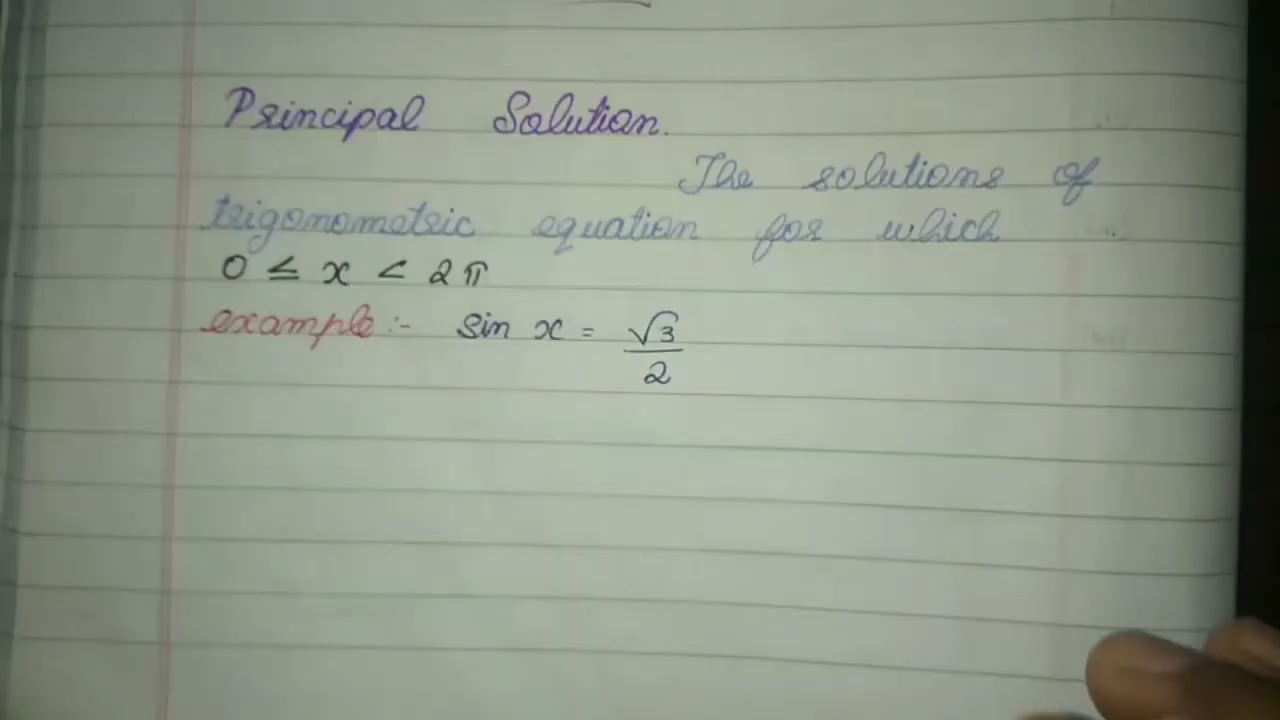 Principal Solution.
The solutions of
trigonometric equation for which
0 ≤ x < 2π
example:- sin x = √3/2